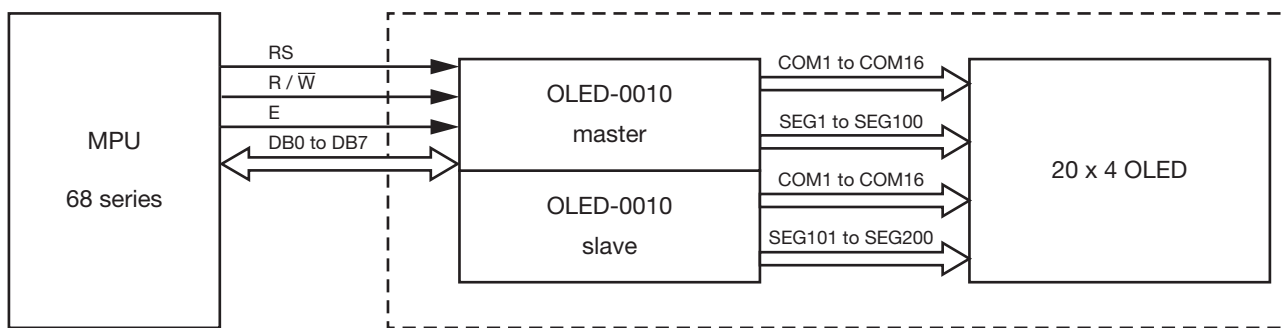 MPU
68 series
RS
R / W̅
E
DB0 to DB7
OLED-0010
master
OLED-0010
slave
COM1 to COM16
SEG1 to SEG100
COM1 to COM16
SEG101 to SEG200
20 x 4 OLED